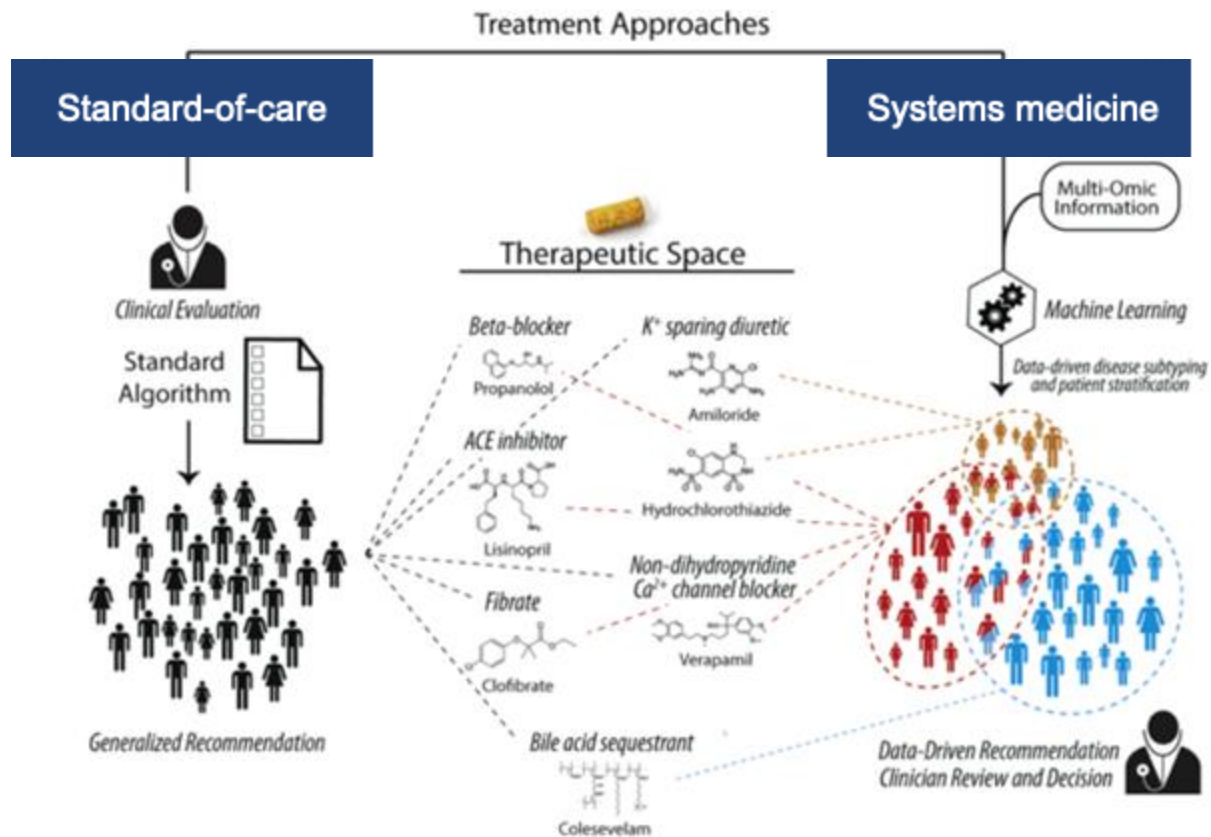 Treatment Approaches
Standard-of-care
Systems medicine
Multi-Omic
Information
Clinical Evaluation
Standard
Algorithm
Generalized Recommendation
Therapeutic Space
Beta-blocker
Propanolol
K⁺ sparing diuretic
Amiloride
ACE inhibitor
Lisinopril
Hydrochlorothiazide
Non-dihydropyridine
Ca²⁺ channel blocker
Verapamil
Fibrate
Clofibrate
Bile acid sequestrant
Colesevelam
Machine Learning
Data-driven disease subtyping
and patient stratification
Data-Driven Recommendation
Clinician Review and Decision